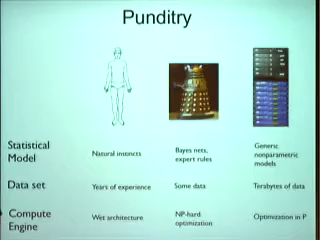 Punditry
Statistical
Model
Natural instincts
Bayes nets,
expert rules
Generic
nonparametric
models
Data set
Years of experience
Some data
Terabytes of data
Compute
Engine
Wet architecture
NP-hard
optimization
Optimization in P